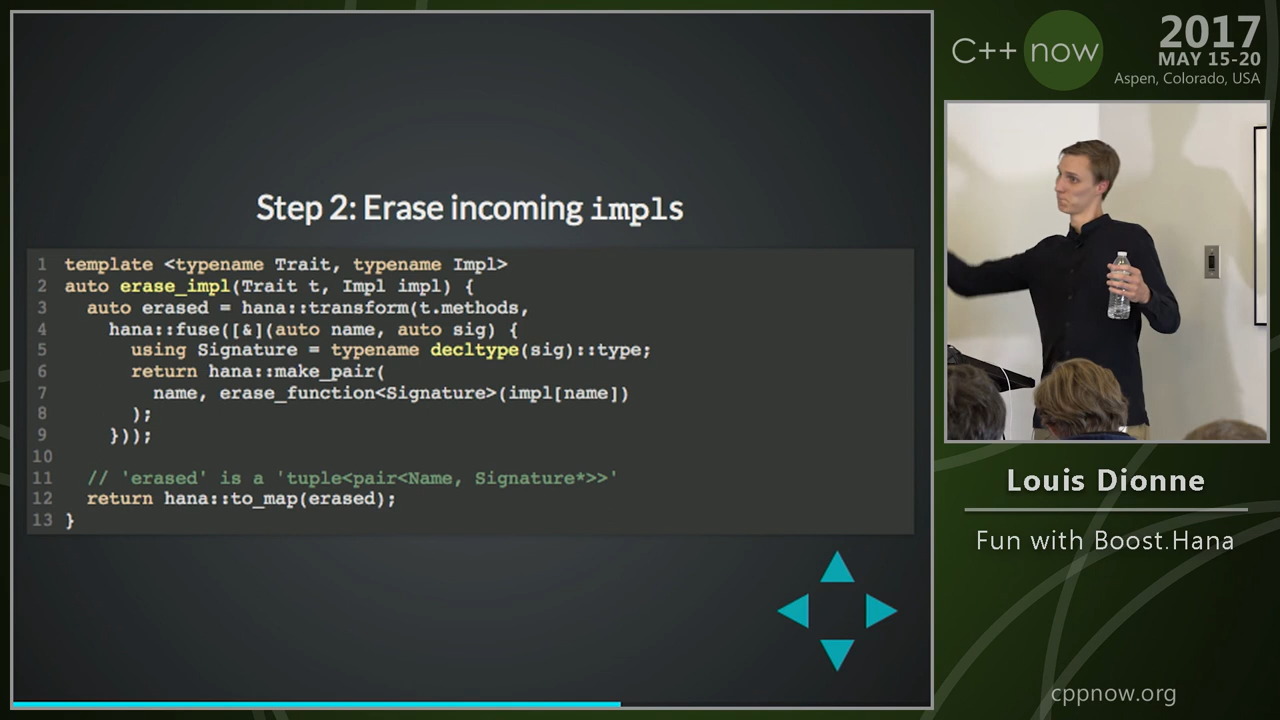 Step 2: Erase incoming impls
1 template <typename Trait, typename Impl>
2 auto erase_impl(Trait t, Impl impl) {
3   auto erased = hana::transform(t.methods,
4     hana::fuse([&](auto name, auto sig) {
5       using Signature = typename decltype(sig)::type;
6       return hana::make_pair(
7         name, erase_function<Signature>(impl[name])
8       );
9     }));
10
11   // 'erased' is a 'tuple<pair<Name, Signature*>>'
12   return hana::to_map(erased);
13 }
C++ now
2017
MAY 15-20
Aspen, Colorado, USA
Louis Dionne
Fun with Boost.Hana
cppnow.org